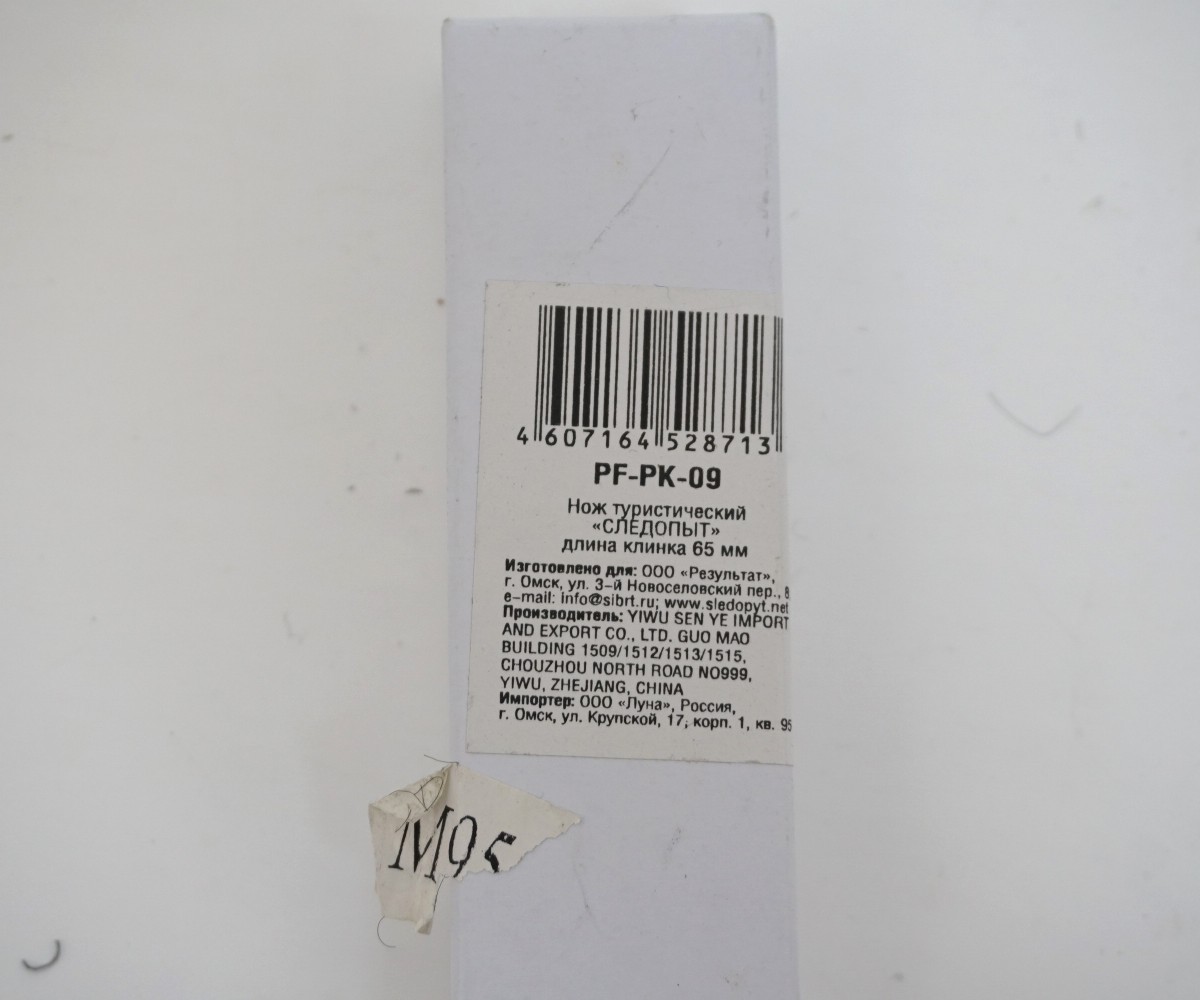 4 607164 528713
PF-PK-09
Нож туристический
«СЛЕДОПЫТ»
длина клинка 65 мм
Изготовлено для: ООО «Результат»,
г. Омск, ул. 3-й Новоселовский пер., 8
e-mail: info@sibrt.ru; www.sledopyt.net
Производитель: YIWU SEN YE IMPORT
AND EXPORT CO., LTD. GUO MAO
BUILDING 1509/1512/1513/1515,
CHOUZHOU NORTH ROAD NO999,
YIWU, ZHEJIANG, CHINA
Импортер: ООО «Луна», Россия,
г. Омск, ул. Крупской, 17, корп. 1, кв. 95
M95